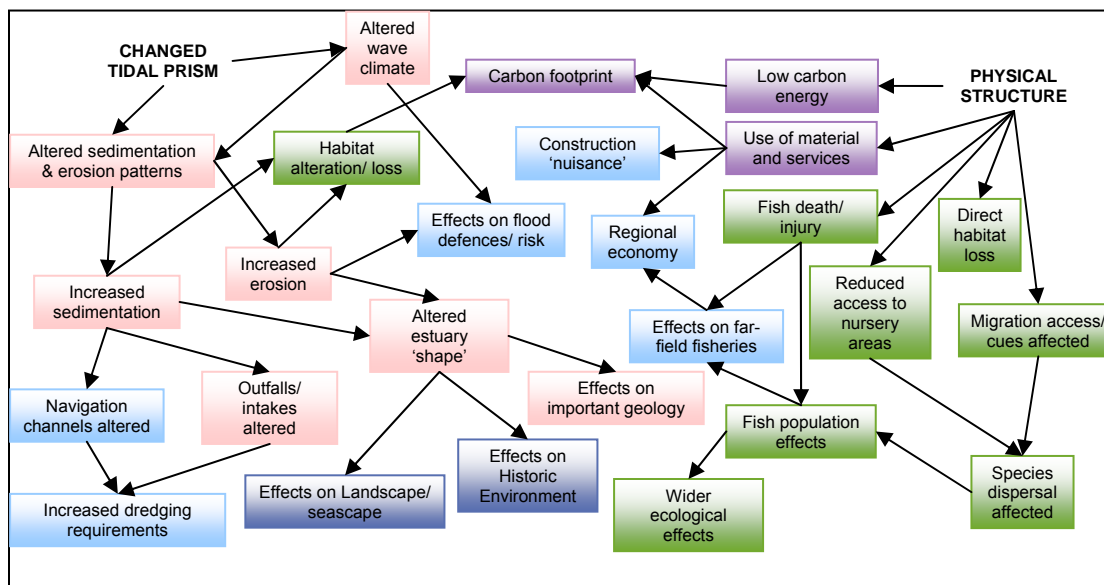 CHANGED
TIDAL PRISM
Altered
wave
climate
Carbon footprint
Low carbon
energy
PHYSICAL
STRUCTURE
Altered sedimentation
& erosion patterns
Habitat
alteration/ loss
Construction
‘nuisance’
Use of material
and services
Effects on flood
defences/ risk
Regional
economy
Fish death/
injury
Direct
habitat
loss
Increased
erosion
Increased
sedimentation
Altered
estuary
‘shape’
Effects on far-
field fisheries
Reduced
access to
nursery
areas
Migration access/
cues affected
Navigation
channels altered
Outfalls/
intakes
altered
Effects on
important geology
Fish population
effects
Increased dredging
requirements
Effects on Landscape/
seascape
Effects on
Historic
Environment
Wider
ecological
effects
Species
dispersal
affected